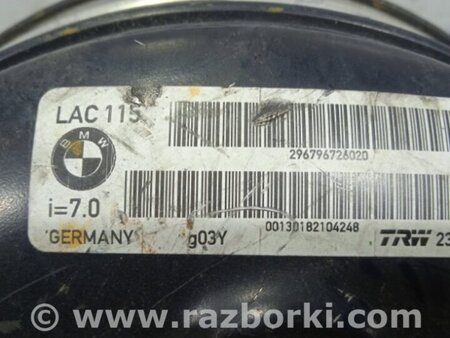 LAC 115
BMW
296796726020
i=7.0
GERMANY g03Y 00130182104248 TRW 23
© www.razborki.com